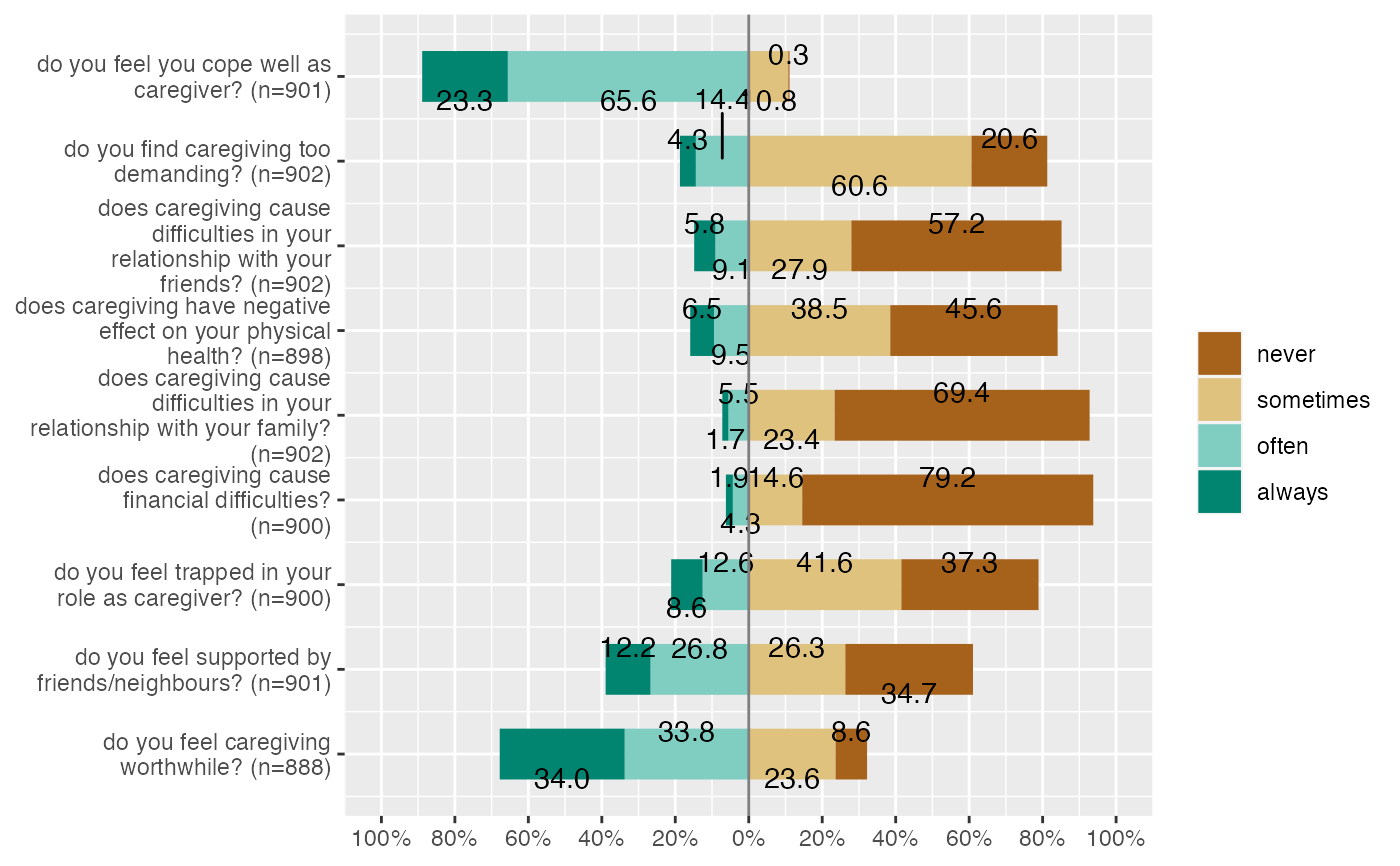 do you feel you cope well as
caregiver? (n=901)
0.3
23.3 65.6 14.4 0.8
do you find caregiving too
demanding? (n=902)
4.3 20.6
60.6
does caregiving cause
difficulties in your
relationship with your
friends? (n=902)
5.8 57.2
9.1 27.9
does caregiving have negative
effect on your physical
health? (n=898)
6.5 38.5 45.6
9.5
does caregiving cause
difficulties in your
relationship with your family?
(n=902)
5.5 69.4
1.7 23.4
does caregiving cause
financial difficulties?
(n=900)
1.9 14.6 79.2
4.3
do you feel trapped in your
role as caregiver? (n=900)
12.6 41.6 37.3
8.6
do you feel supported by
friends/neighbours? (n=901)
12.2 26.8 26.3
34.7
do you feel caregiving
worthwhile? (n=888)
33.8 8.6
34.0 23.6
100% 80% 60% 40% 20% 0% 20% 40% 60% 80% 100%
never
sometimes
often
always